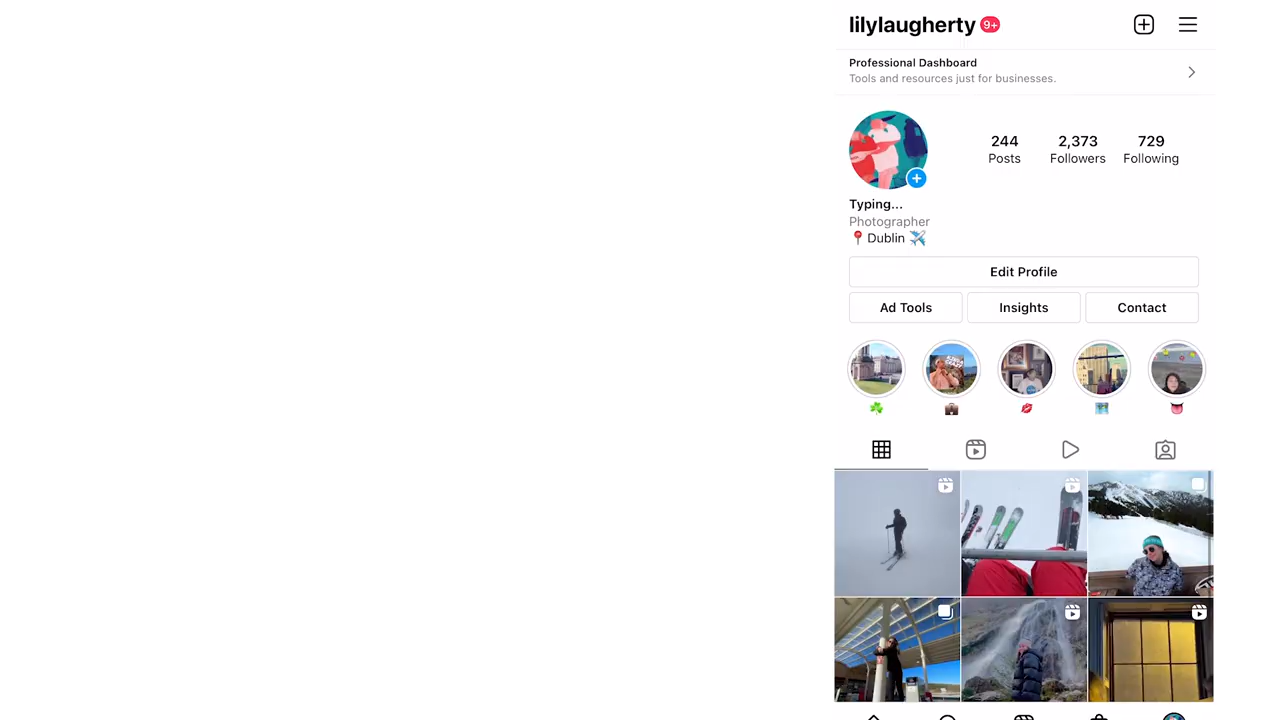 lilylaugherty 9+
Professional Dashboard
Tools and resources just for businesses.
244 2,373 729
Posts Followers Following
Typing...
Photographer
📍 Dublin ✈️
Edit Profile
Ad Tools Insights Contact